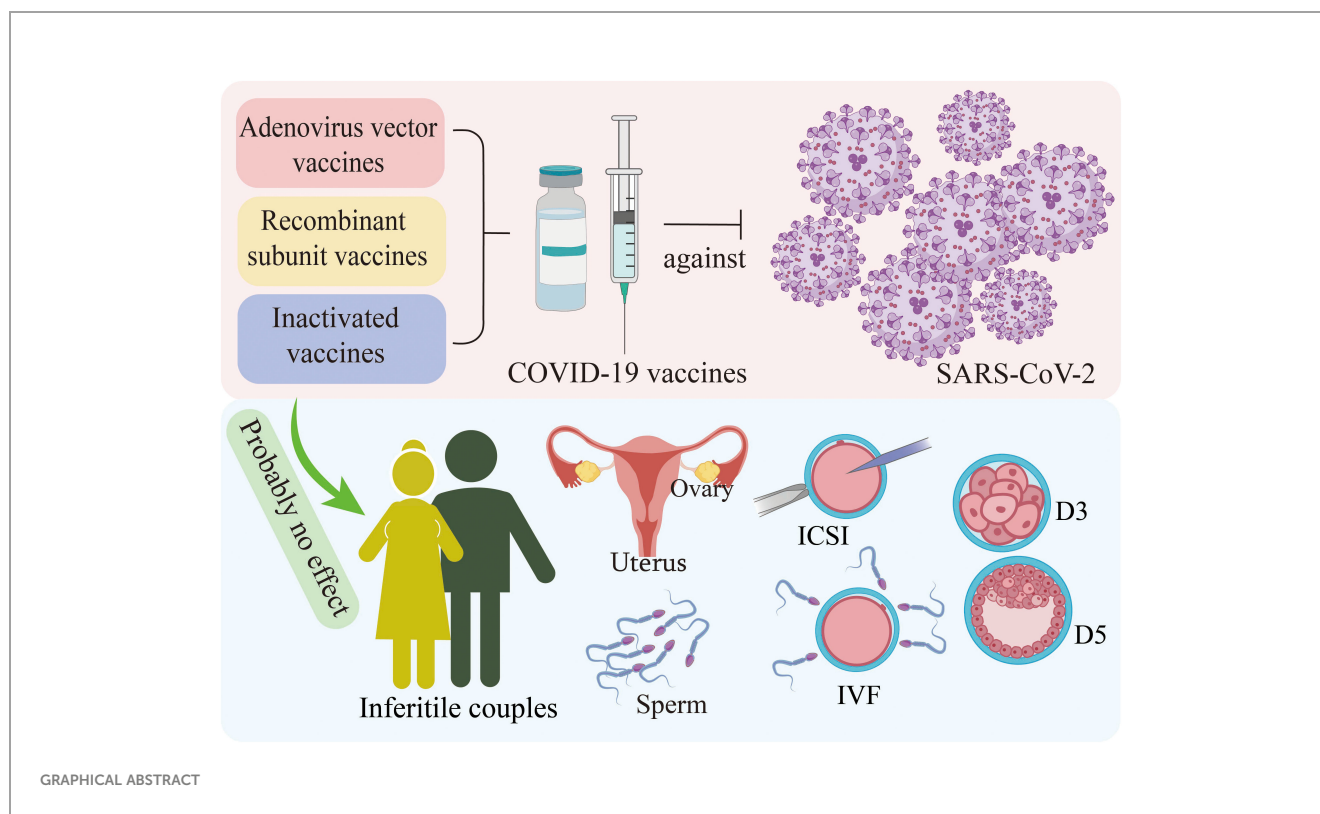 Adenovirus vector
vaccines
Recombinant
subunit vaccines
Inactivated
vaccines
against
COVID-19 vaccines
SARS-CoV-2
Probably no effect
Inferitile couples
Ovary
Uterus
Sperm
ICSI
IVF
D3
D5
GRAPHICAL ABSTRACT